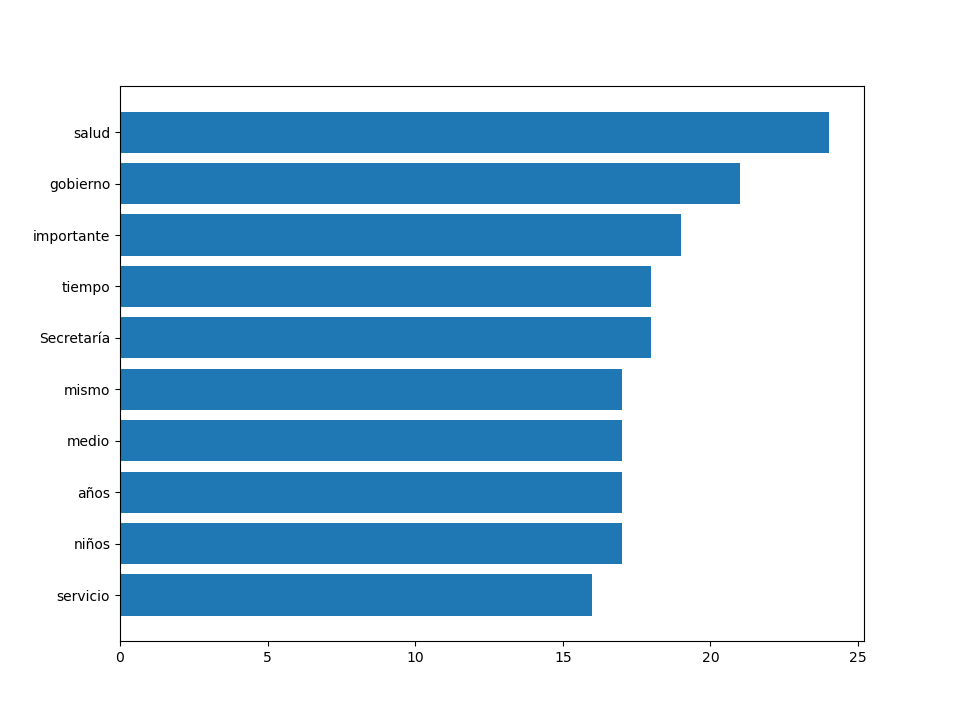 salud
gobierno
importante
tiempo
Secretaría
mismo
medio
años
niños
servicio
0 5 10 15 20 25